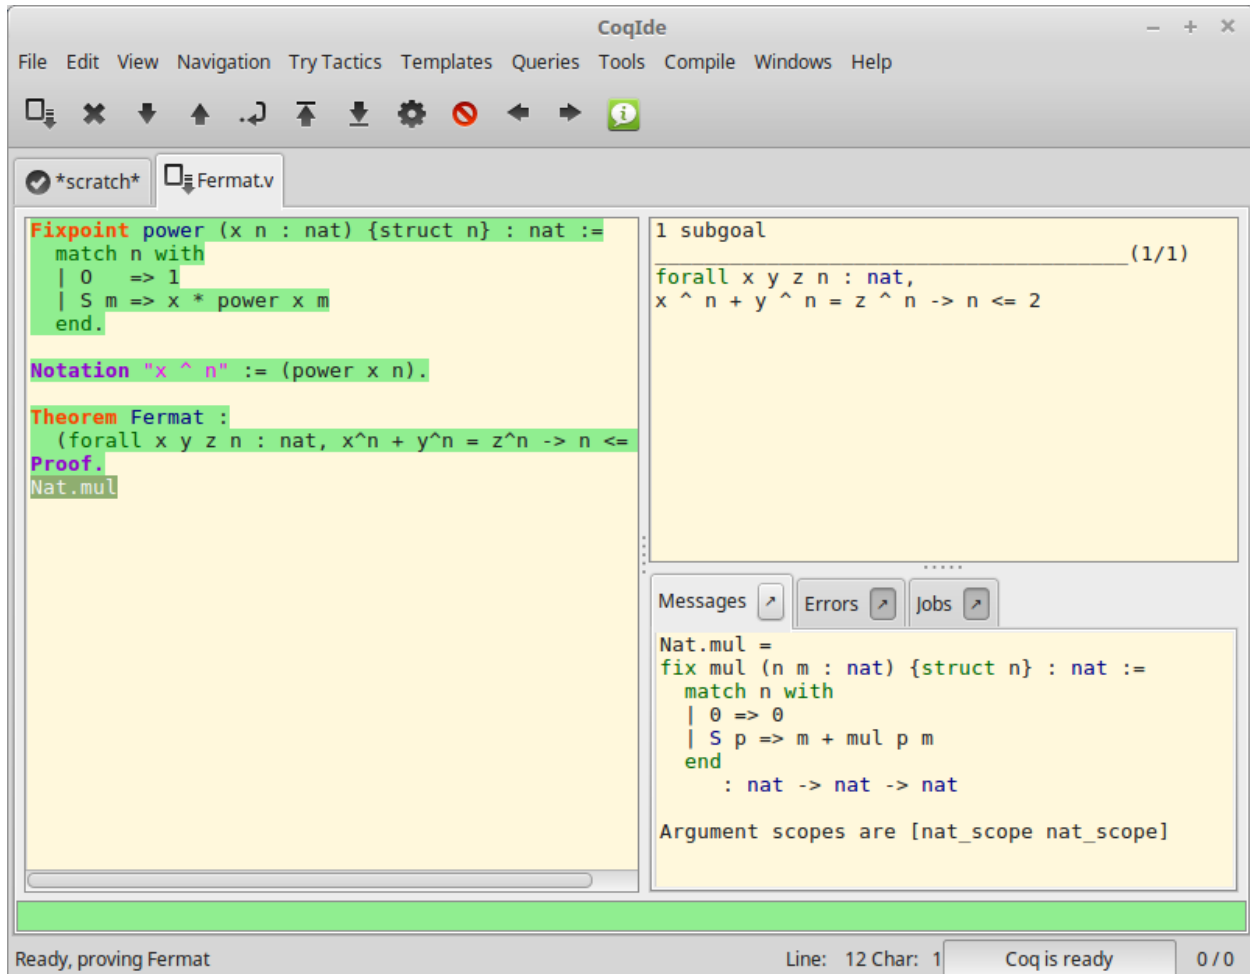 CoqIde
File Edit View Navigation Try Tactics Templates Queries Tools Compile Windows Help
*scratch* Fermat.v
Fixpoint power (x n : nat) {struct n} : nat :=
  match n with
  | O   => 1
  | S m => x * power x m
  end.

Notation "x ^ n" := (power x n).

Theorem Fermat :
  (forall x y z n : nat, x^n + y^n = z^n -> n <=
Proof.
Nat.mul
1 subgoal
______________________________________(1/1)
forall x y z n : nat,
x ^ n + y ^ n = z ^ n -> n <= 2
Messages Errors Jobs
Nat.mul =
fix mul (n m : nat) {struct n} : nat :=
  match n with
  | 0 => 0
  | S p => m + mul p m
  end
     : nat -> nat -> nat

Argument scopes are [nat_scope nat_scope]
Ready, proving Fermat Line: 12 Char: 1 Coq is ready 0 / 0